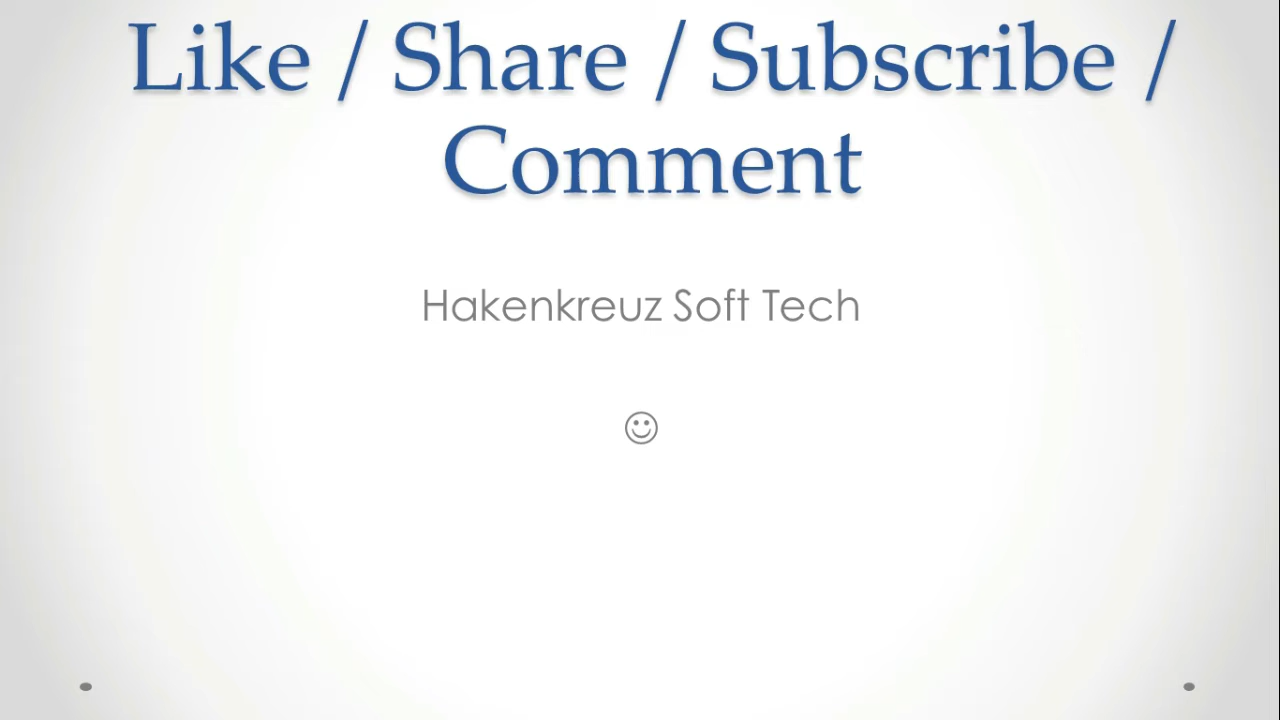 Like / Share / Subscribe /
Comment
Hakenkreuz Soft Tech
☺